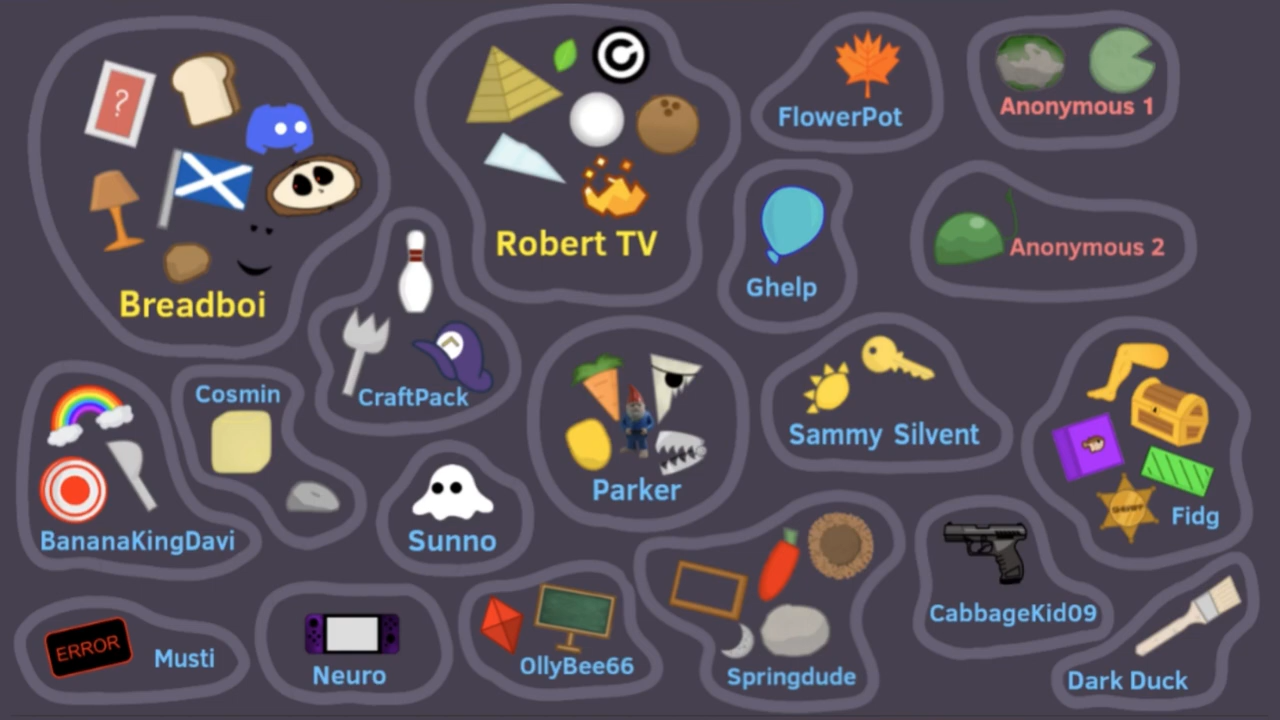 ?
FlowerPot
Anonymous 1
Robert TV
Anonymous 2
Breadboi
Ghelp
CraftPack
Cosmin
Sammy Silvent
Parker
SHERIFF
Fidg
BananaKingDavi
Sunno
CabbageKid09
ERROR
Musti
Neuro
OllyBee66
Springdude
Dark Duck